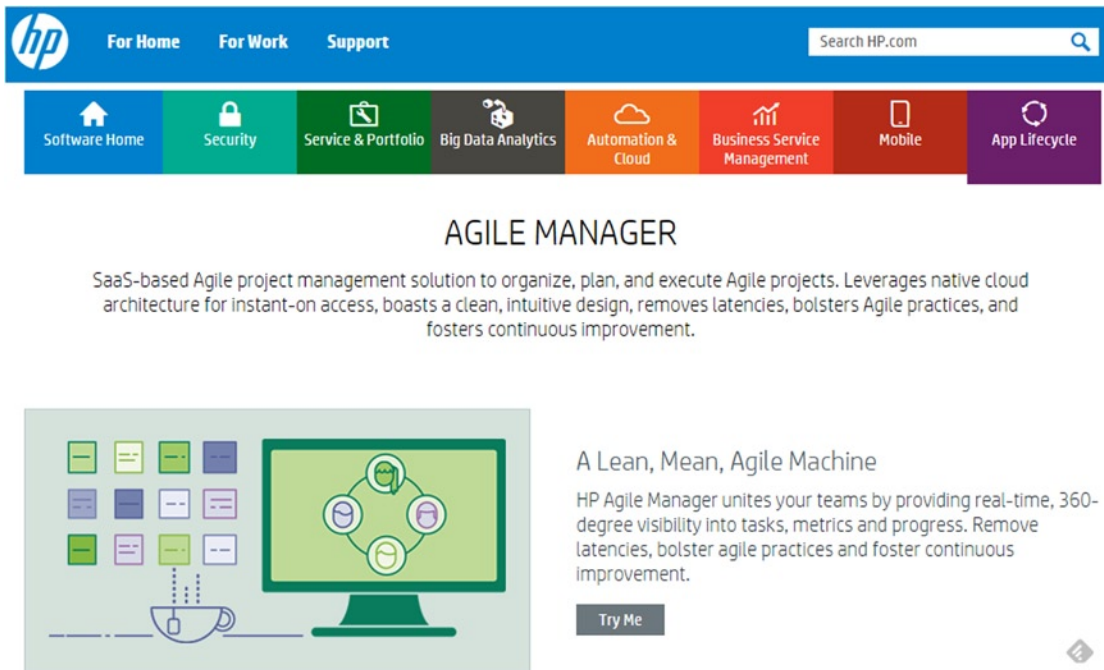 hp
For Home
For Work
Support
Search HP.com
Software Home
Security
Service & Portfolio
Big Data Analytics
Automation &
Cloud
Business Service
Management
Mobile
App Lifecycle
AGILE MANAGER
SaaS-based Agile project management solution to organize, plan, and execute Agile projects. Leverages native cloud
architecture for instant-on access, boasts a clean, intuitive design, removes latencies, bolsters Agile practices, and
fosters continuous improvement.
A Lean, Mean, Agile Machine
HP Agile Manager unites your teams by providing real-time, 360-
degree visibility into tasks, metrics and progress. Remove
latencies, bolster agile practices and foster continuous
improvement.
Try Me